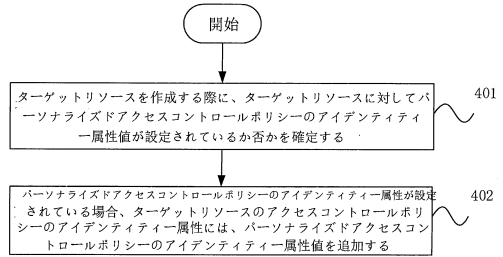 開始
ターゲットリソースを作成する際に、ターゲットリソースに対してパ
ーソナライズドアクセスコントロールポリシーのアイデンティティ
ー属性値が設定されているか否かを確定する
401
パーソナライズドアクセスコントロールポリシーのアイデンティティー属性が設定
されている場合、ターゲットリソースのアクセスコントロールポリ
シーのアイデンティティー属性には、パーソナライズドアクセスコン
トロールポリシーのアイデンティティー属性値を追加する
402